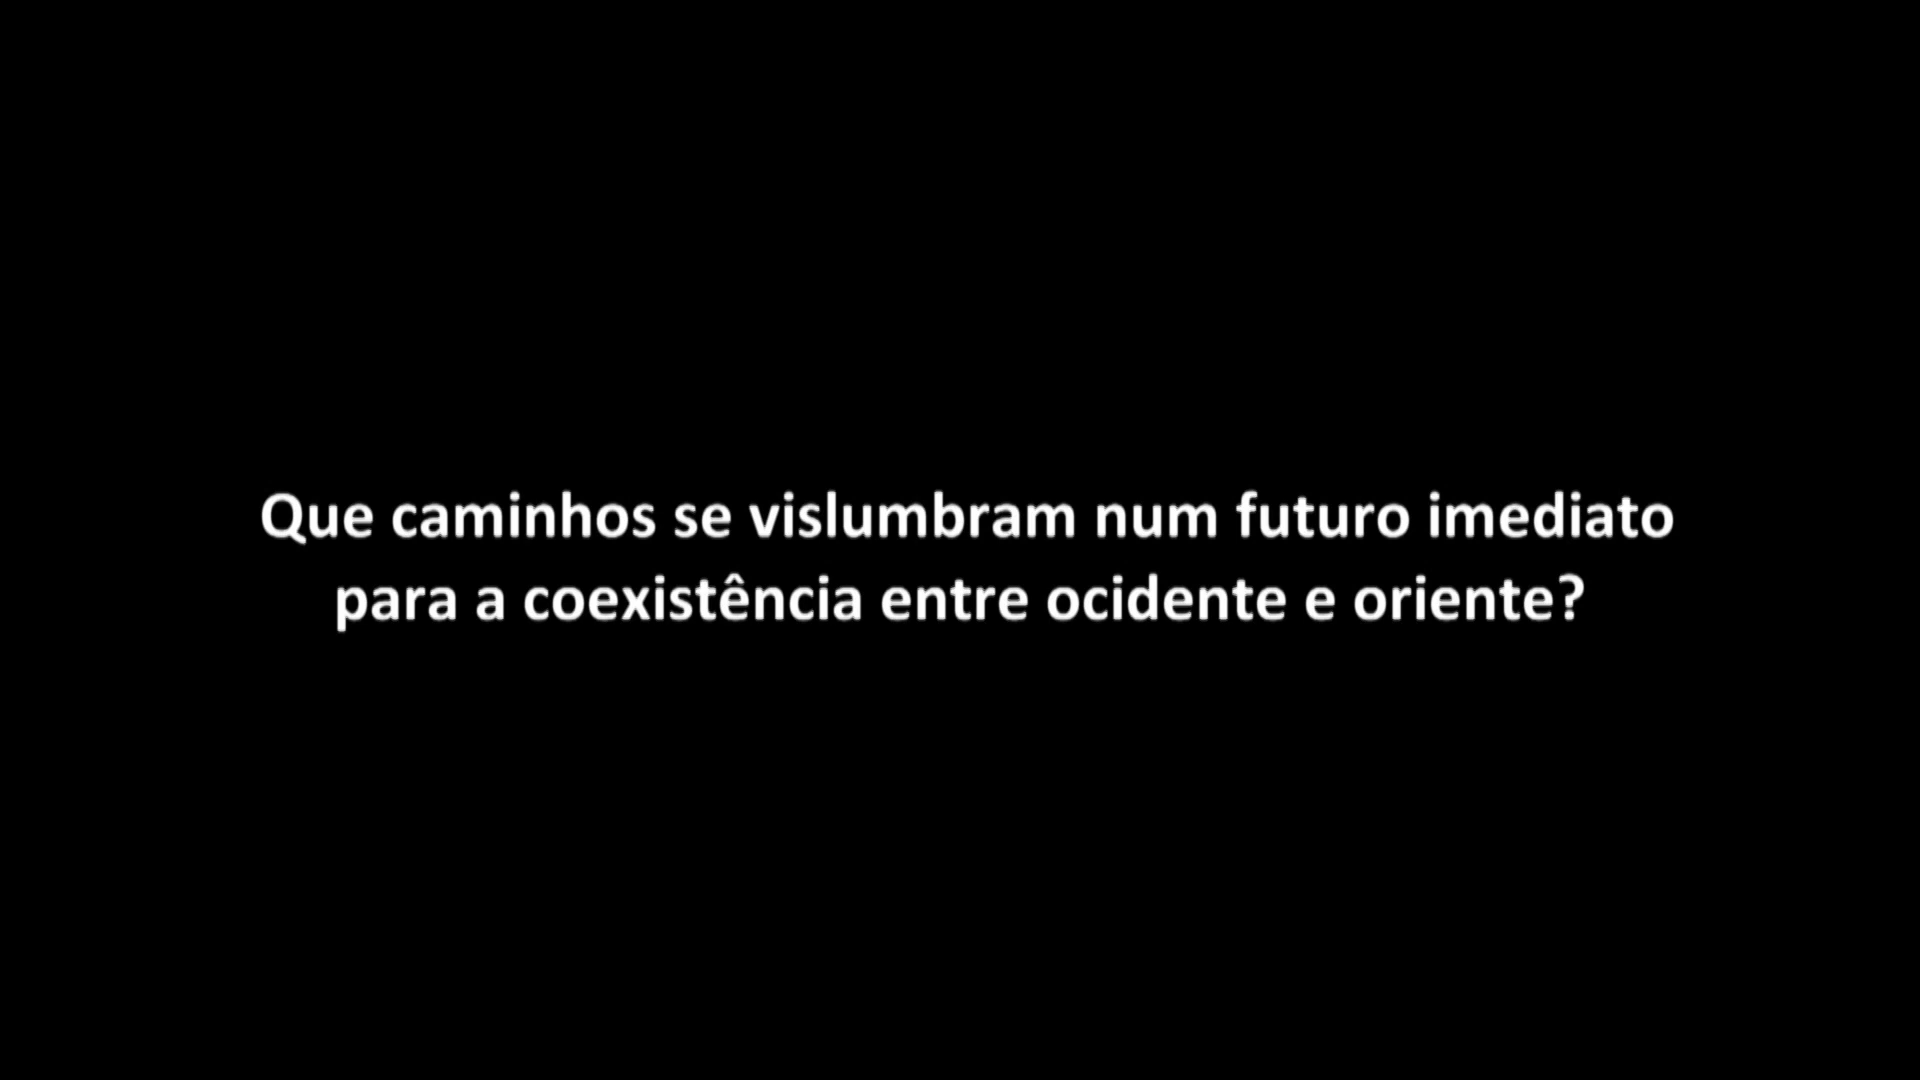 Que caminhos se vislumbram num futuro imediato
para a coexistência entre ocidente e oriente?